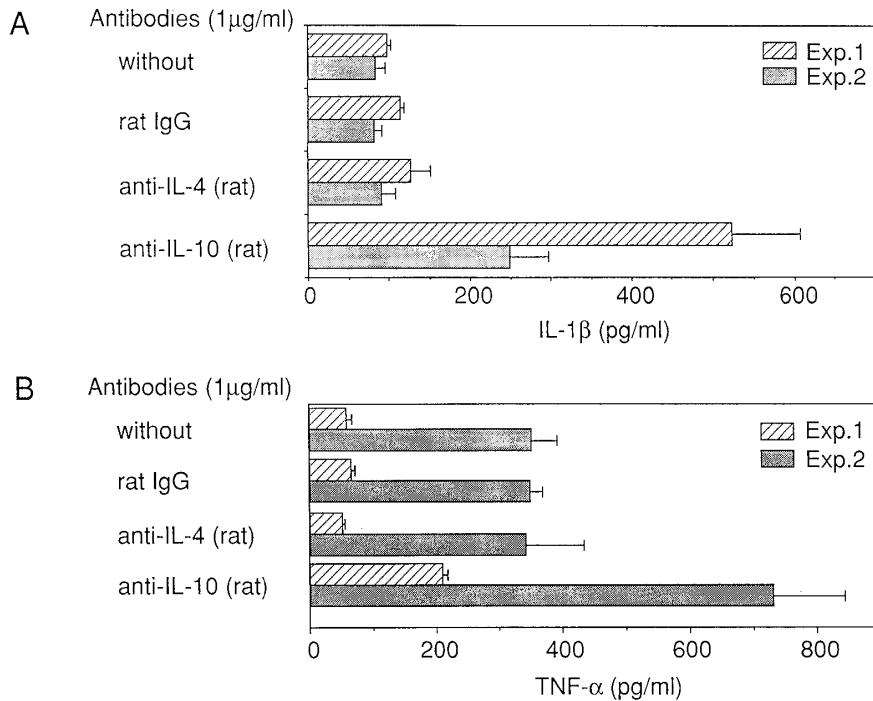 A
Antibodies (1µg/ml)
without
rat IgG
anti-IL-4 (rat)
anti-IL-10 (rat)
Exp.1
Exp.2
0 200 400 600
IL-1β (pg/ml)
B
Antibodies (1µg/ml)
without
rat IgG
anti-IL-4 (rat)
anti-IL-10 (rat)
Exp.1
Exp.2
0 200 400 600 800
TNF-α (pg/ml)